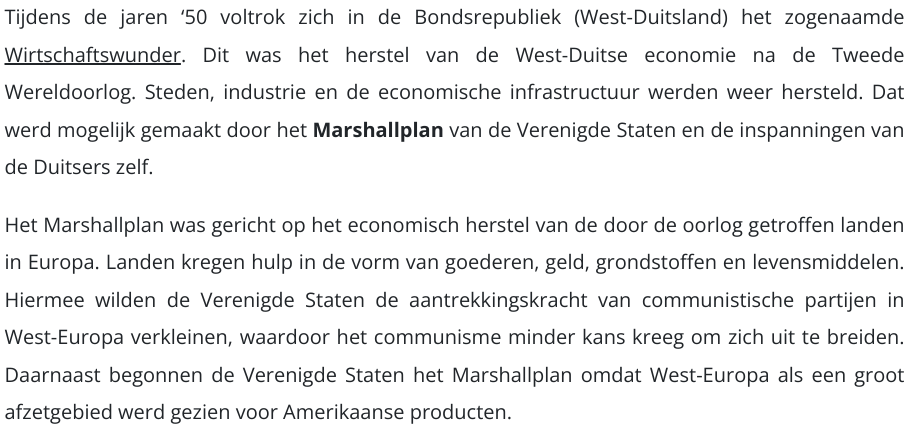 Tijdens de jaren ‘50 voltrok zich in de Bondsrepubliek (West-Duitsland) het zogenaamde
Wirtschaftswunder. Dit was het herstel van de West-Duitse economie na de Tweede
Wereldoorlog. Steden, industrie en de economische infrastructuur werden weer hersteld. Dat
werd mogelijk gemaakt door het Marshallplan van de Verenigde Staten en de inspanningen van
de Duitsers zelf.
Het Marshallplan was gericht op het economisch herstel van de door de oorlog getroffen landen
in Europa. Landen kregen hulp in de vorm van goederen, geld, grondstoffen en levensmiddelen.
Hiermee wilden de Verenigde Staten de aantrekkingskracht van communistische partijen in
West-Europa verkleinen, waardoor het communisme minder kans kreeg om zich uit te breiden.
Daarnaast begonnen de Verenigde Staten het Marshallplan omdat West-Europa als een groot
afzetgebied werd gezien voor Amerikaanse producten.